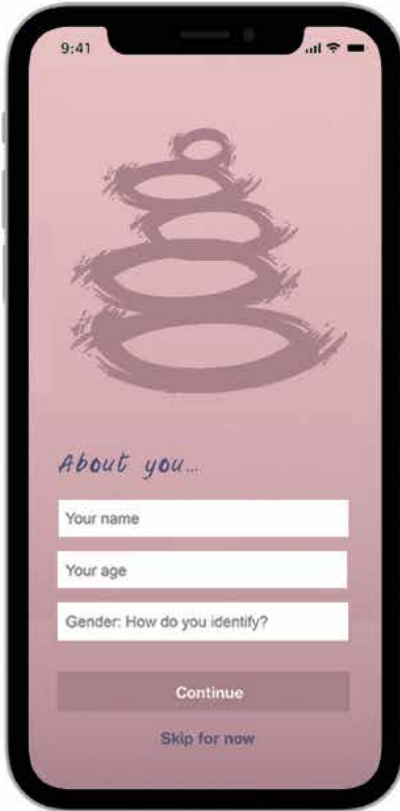 9:41
About you...
Your name
Your age
Gender: How do you identify?
Continue
Skip for now